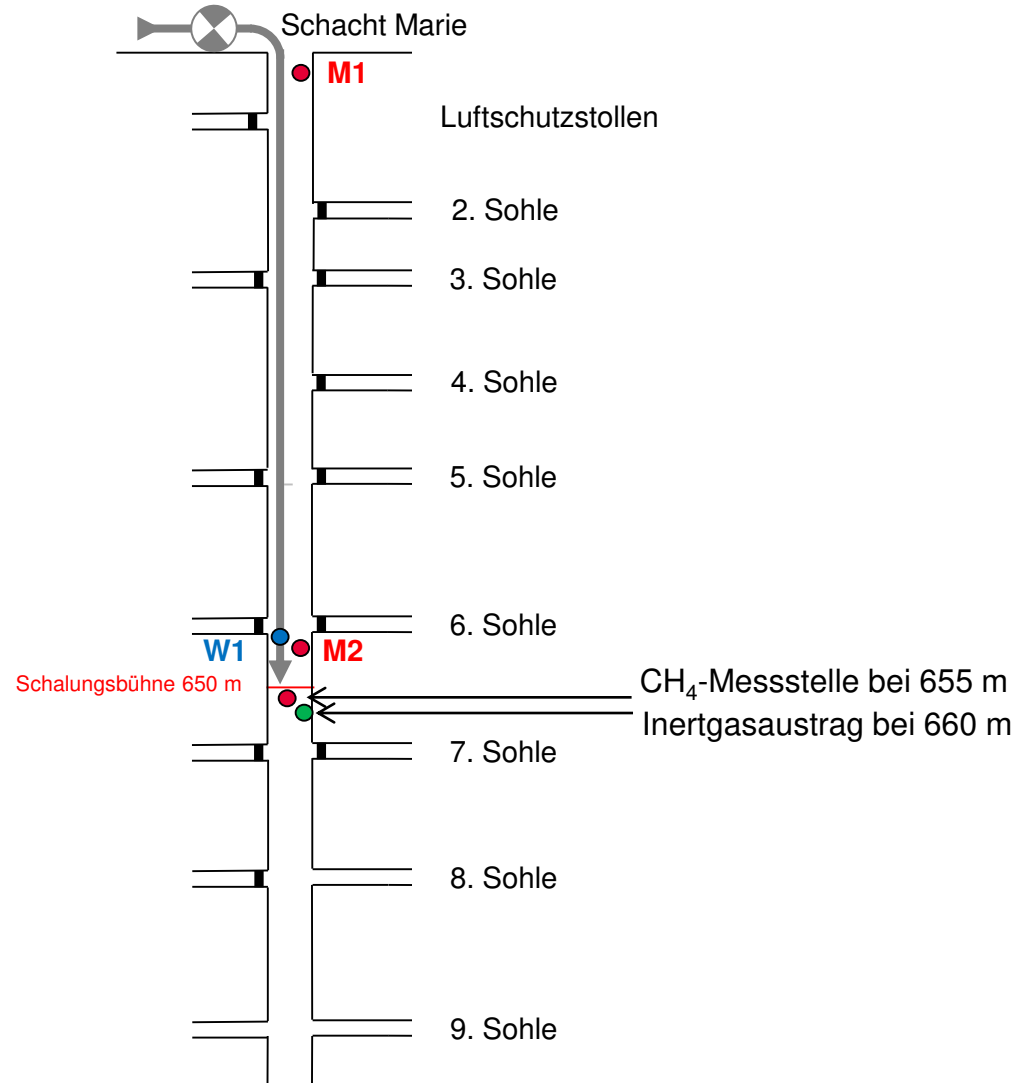 Schacht Marie
M1
Luftschutzstollen
2. Sohle
3. Sohle
4. Sohle
5. Sohle
6. Sohle
W1
M2
Schalungsbühne 650 m
CH₄-Messstelle bei 655 m
Inertgasaustrag bei 660 m
7. Sohle
8. Sohle
9. Sohle